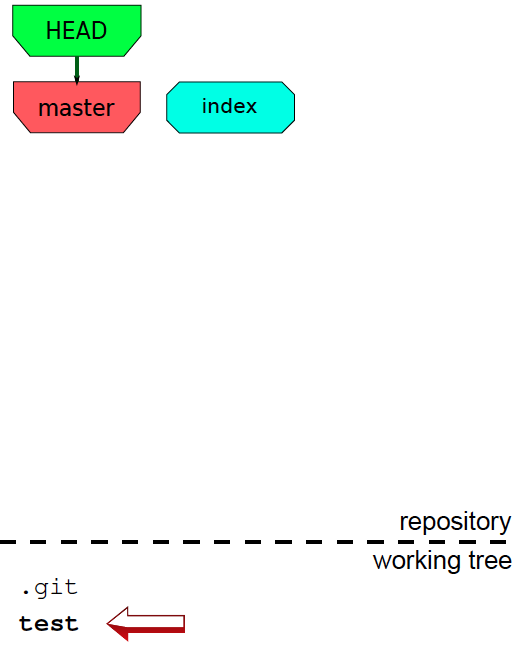 HEAD
master
index
repository
working tree
.git
test